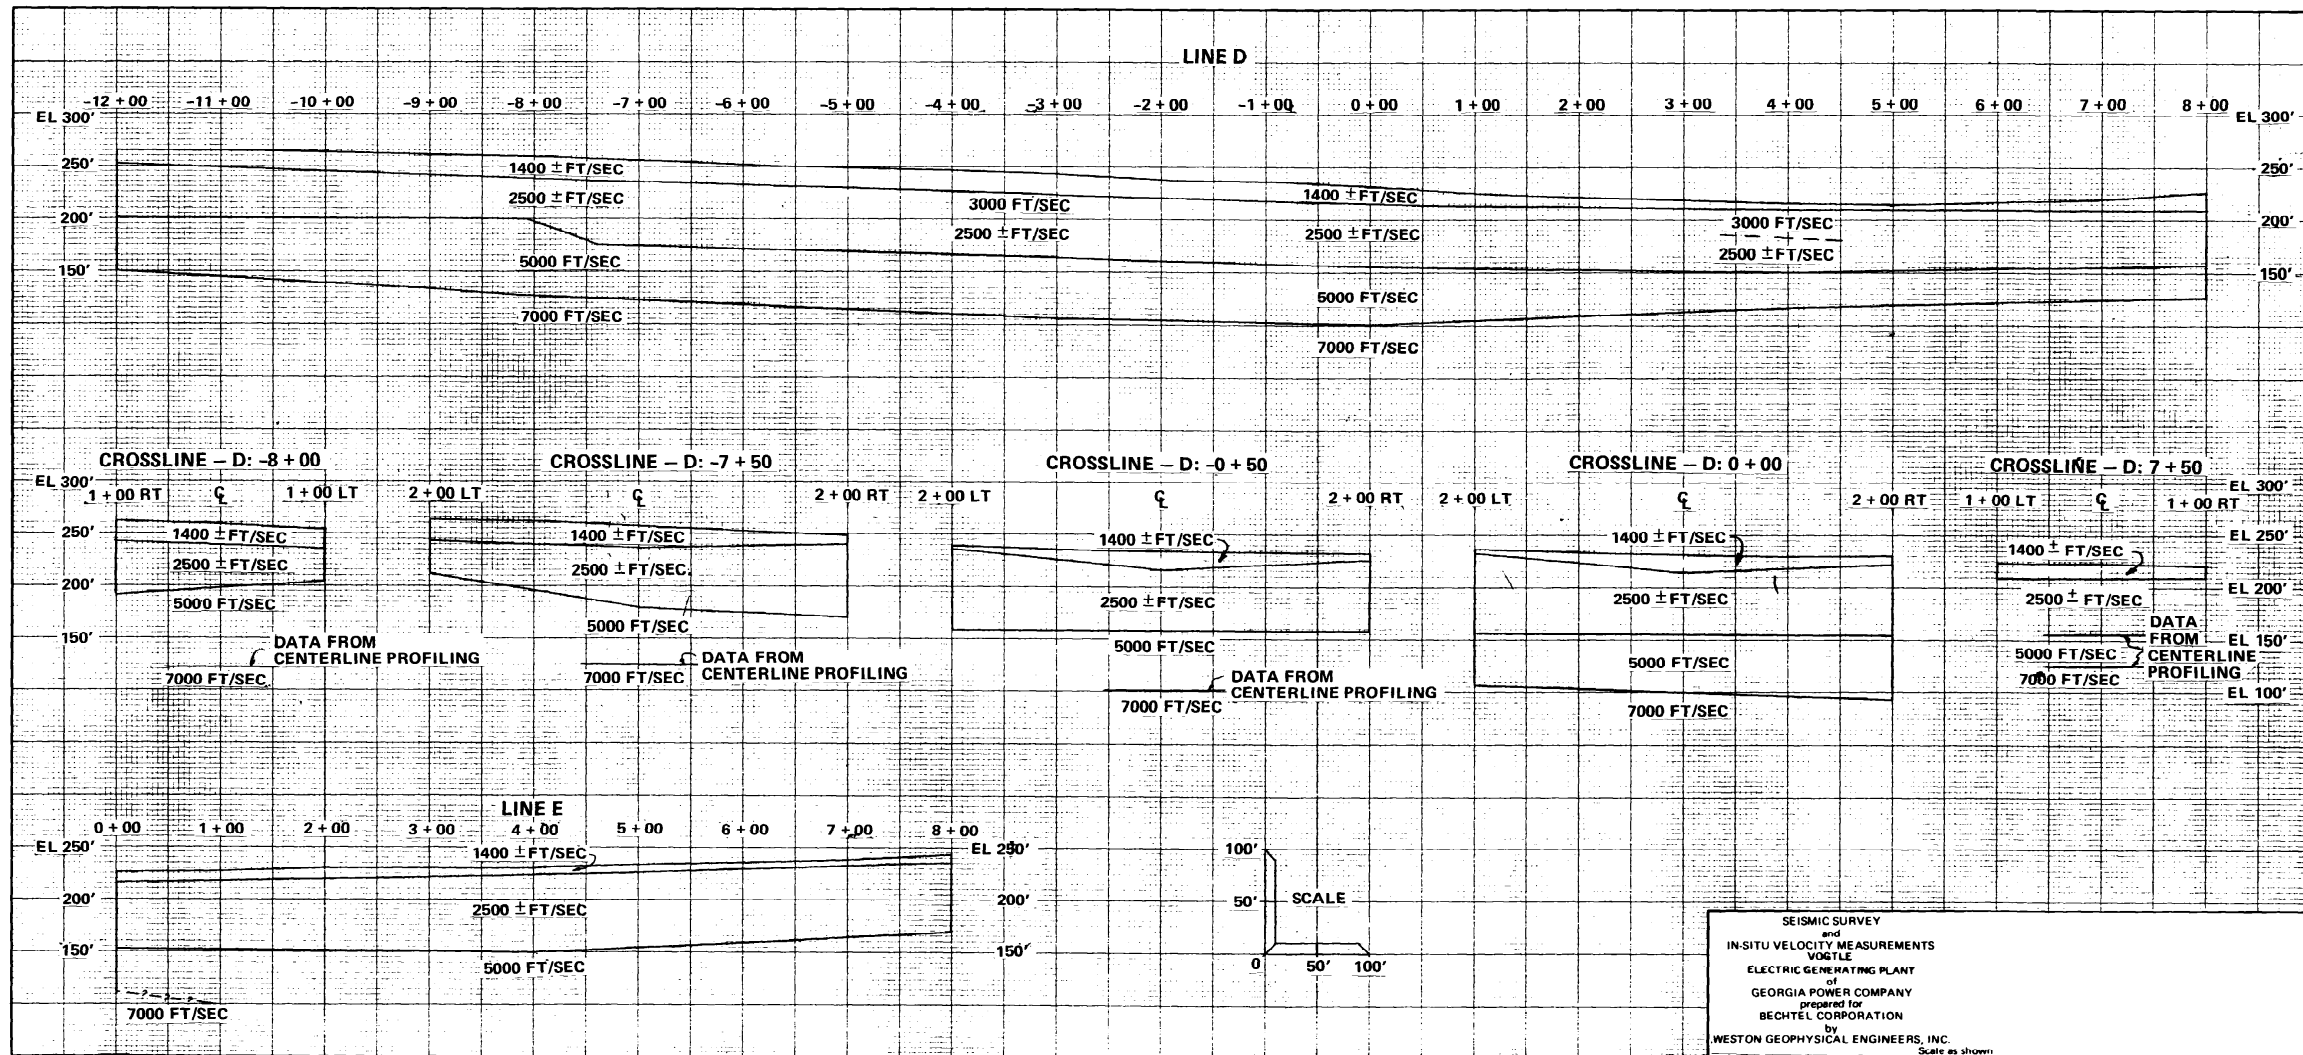 LINE D
-12 + 00 -11 + 00 -10 + 00 -9 + 00 -8 + 00 -7 + 00 -6 + 00 -5 + 00 -4 + 00 -3 + 00 -2 + 00 -1 + 00 0 + 00 1 + 00 2 + 00 3 + 00 4 + 00 5 + 00 6 + 00 7 + 00 8 + 00
EL 300' EL 300'
250' 1400 ± FT/SEC 250'
2500 ± FT/SEC 3000 FT/SEC 1400 ± FT/SEC
200' 3000 FT/SEC 200'
2500 ± FT/SEC 2500 ± FT/SEC 2500 ± FT/SEC
5000 FT/SEC
150' 150'
5000 FT/SEC
7000 FT/SEC
7000 FT/SEC
CROSSLINE – D: -8 + 00
EL 300'
1 + 00 RT ℄ 1 + 00 LT
250' 1400 ± FT/SEC
2500 ± FT/SEC
200'
5000 FT/SEC
150'
DATA FROM
CENTERLINE PROFILING
7000 FT/SEC
CROSSLINE – D: -7 + 50
2 + 00 LT ℄ 2 + 00 RT
1400 ± FT/SEC
2500 ± FT/SEC
5000 FT/SEC
DATA FROM
CENTERLINE PROFILING
7000 FT/SEC
CROSSLINE – D: -0 + 50
2 + 00 LT ℄ 2 + 00 RT
1400 ± FT/SEC
2500 ± FT/SEC
5000 FT/SEC
DATA FROM
CENTERLINE PROFILING
7000 FT/SEC
CROSSLINE – D: 0 + 00
2 + 00 LT ℄ 2 + 00 RT
1400 ± FT/SEC
2500 ± FT/SEC
5000 FT/SEC
7000 FT/SEC
CROSSLINE – D: 7 + 50
EL 300'
1 + 00 LT ℄ 1 + 00 RT
EL 250'
1400 ± FT/SEC
EL 200'
2500 ± FT/SEC
DATA
FROM
CENTERLINE
PROFILING
EL 150'
5000 FT/SEC
7000 FT/SEC
EL 100'
LINE E
0 + 00 1 + 00 2 + 00 3 + 00 4 + 00 5 + 00 6 + 00 7 + 00 8 + 00
EL 250' 1400 ± FT/SEC EL 250'
200' 2500 ± FT/SEC 200'
150' 5000 FT/SEC 150'
? ? ?
7000 FT/SEC
100'
50' SCALE
0 50' 100'
SEISMIC SURVEY
and
IN-SITU VELOCITY MEASUREMENTS
VOGTLE
ELECTRIC GENERATING PLANT
of
GEORGIA POWER COMPANY
prepared for
BECHTEL CORPORATION
by
WESTON GEOPHYSICAL ENGINEERS, INC.
Scale as shown